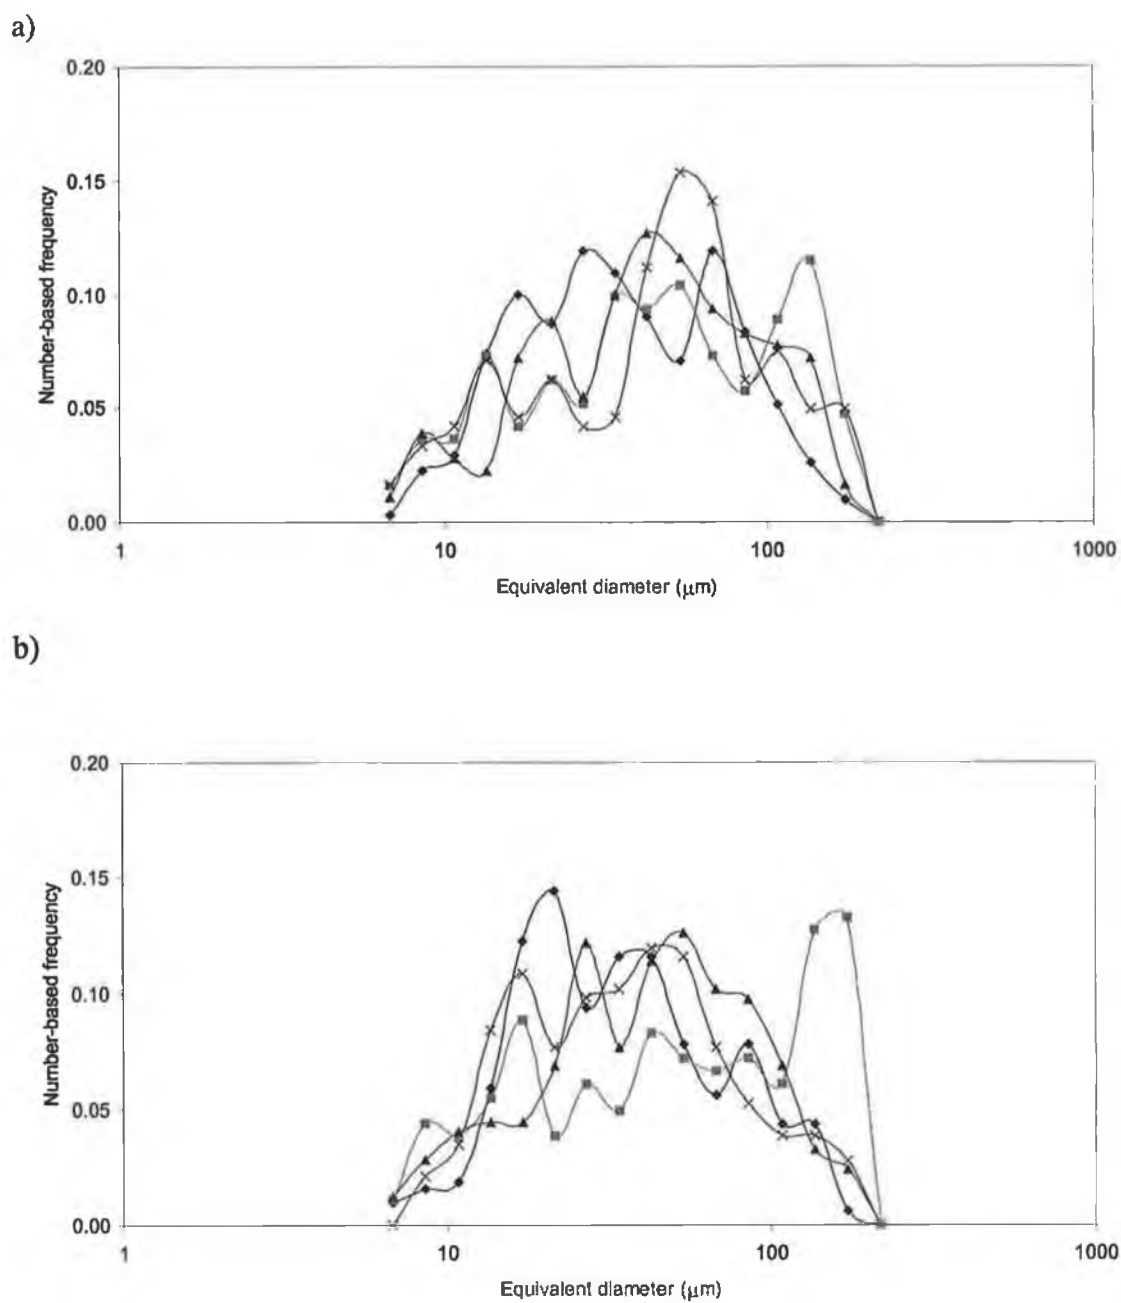 a)
0.20
0.15
0.10
0.05
0.00
Number-based frequency
1 10 100 1000
Equivalent diameter (μm)
b)
0.20
0.15
0.10
0.05
0.00
Number-based frequency
1 10 100 1000
Equivalent diameter (μm)